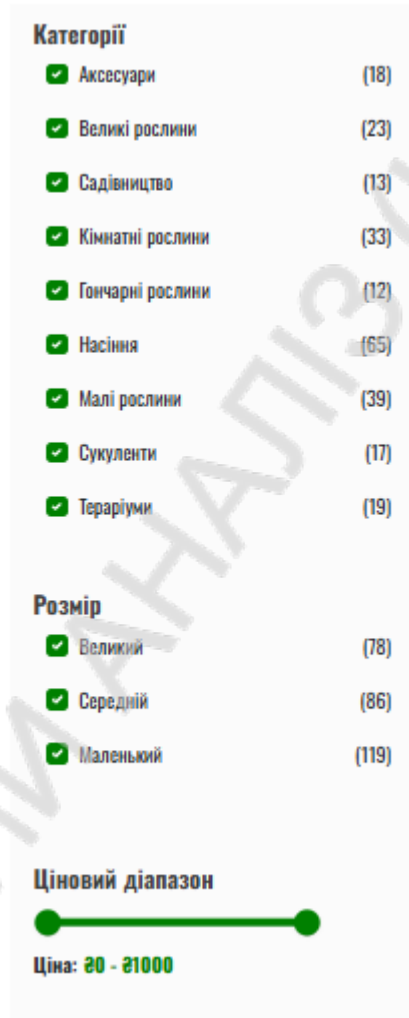 Категорії
Аксесуари (18)
Великі рослини (23)
Садівництво (13)
Кімнатні рослини (33)
Гончарні рослини (12)
Насіння (65)
Малі рослини (39)
Сукуленти (17)
Тераріуми (19)
Розмір
Великий (78)
Середній (86)
Маленький (119)
Ціновий діапазон
Ціна: ₴0 - ₴1000
АНАЛІЗ